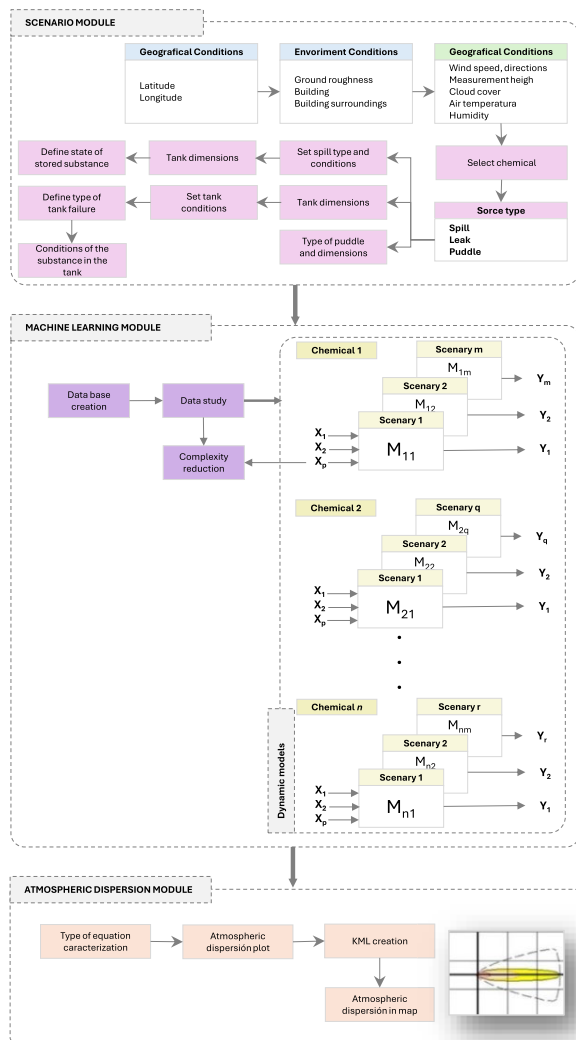 SCENARIO MODULE
Geografical Conditions
Latitude
Longitude
Envoriment Conditions
Ground roughness
Building
Building surroundings
Geografical Conditions
Wind speed, directions
Measurement heigh
Cloud cover
Air temperatura
Humidity
Define state of
stored substance
Tank dimensions
Set spill type and
conditions
Select chemical
Define type of
tank failure
Set tank
conditions
Tank dimensions
Sorce type
Spill
Leak
Puddle
Conditions of the
substance in the
tank
Type of puddle
and dimensions
MACHINE LEARNING MODULE
Data base
creation
Data study
Complexity
reduction
Chemical 1
Scenary m
M1m
Ym
Scenary 2
M12
Y2
Scenary 1
M11
Y1
X1
X2
Xp
Chemical 2
Scenary q
M2q
Yq
Scenary 2
M22
Y2
Scenary 1
M21
Y1
X1
X2
Xp
Dynamic models
Chemical n
Scenary r
Mnm
Yr
Scenary 2
Mn2
Y2
Scenary 1
Mn1
Y1
X1
X2
Xp
ATMOSPHERIC DISPERSION MODULE
Type of equation
caracterization
Atmospheric
dispersión plot
KML creation
Atmospheric
dispersión in map